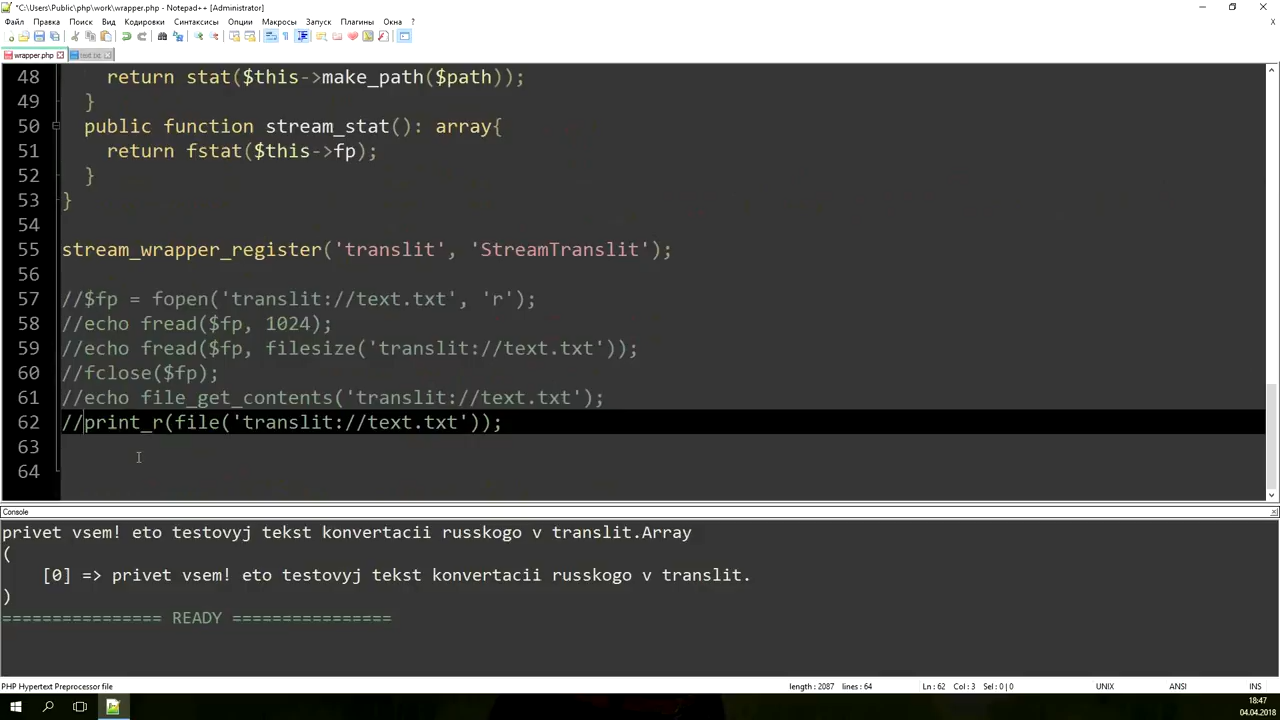 *C:\Users\Public\php\work\wrapper.php - Notepad++ [Administrator]
Файл Правка Поиск Вид Кодировки Синтаксисы Опции Макросы Запуск Плагины Окна ? X
wrapper.php text.txt
48 return stat($this->make_path($path));
49 }
50 public function stream_stat(): array{
51 return fstat($this->fp);
52 }
53 }
54
55 stream_wrapper_register('translit', 'StreamTranslit');
56
57 //$fp = fopen('translit://text.txt', 'r');
58 //echo fread($fp, 1024);
59 //echo fread($fp, filesize('translit://text.txt'));
60 //fclose($fp);
61 //echo file_get_contents('translit://text.txt');
62 //print_r(file('translit://text.txt'));
63
64
Console
privet vsem! eto testovyj tekst konvertacii russkogo v translit.Array
(
[0] => privet vsem! eto testovyj tekst konvertacii russkogo v translit.
)
================ READY ================
PHP Hypertext Preprocessor file length : 2087 lines : 64 Ln : 62 Col : 3 Sel : 0 | 0 UNIX ANSI INS
18:47
04.04.2018